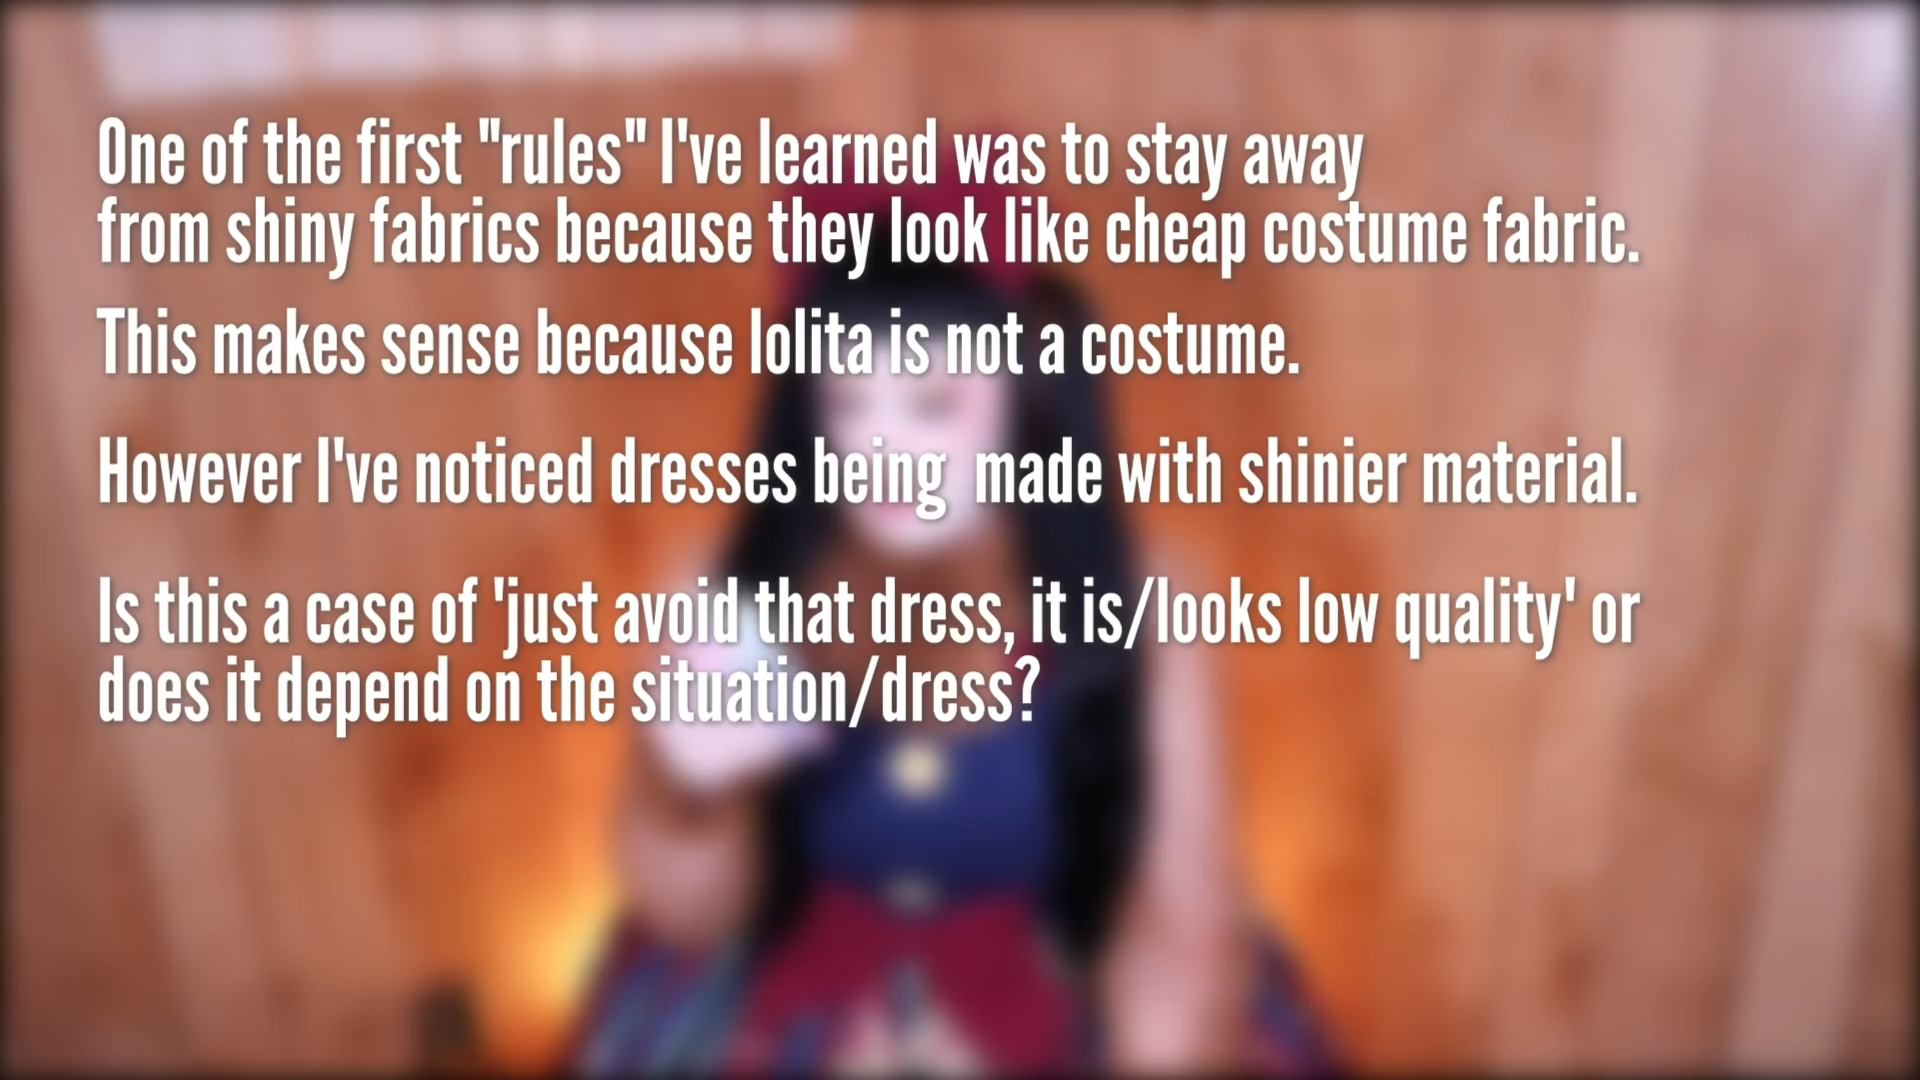 One of the first "rules" I've learned was to stay away
from shiny fabrics because they look like cheap costume fabric.
This makes sense because lolita is not a costume.
However I've noticed dresses being  made with shinier material.
Is this a case of 'just avoid that dress, it is/looks low quality' or
does it depend on the situation/dress?